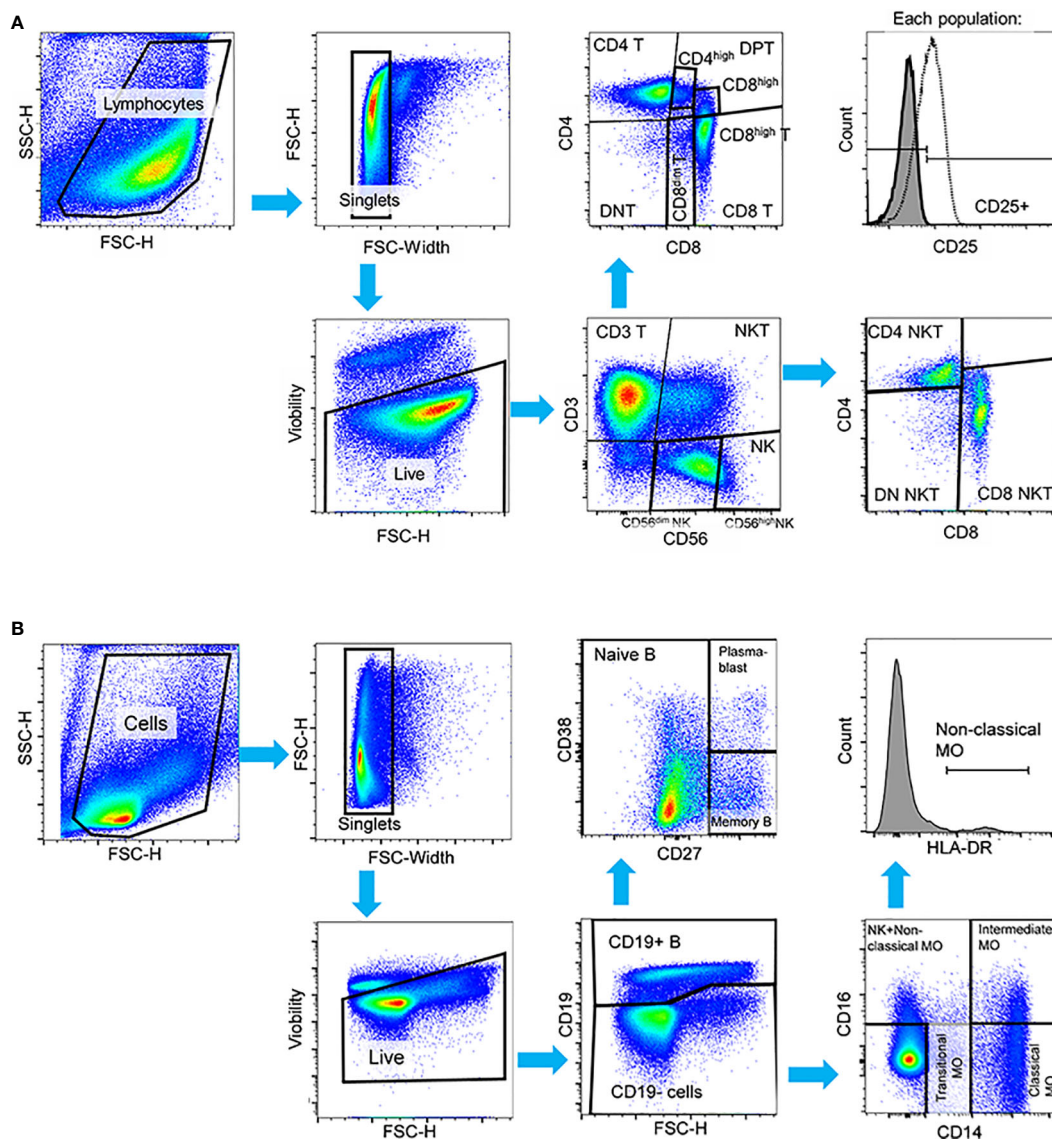 A
Lymphocytes
SSC-H
FSC-H
Singlets
FSC-H
FSC-Width
CD4 T
CD4high
DPT
CD8high
CD8high T
CD8dim T
DNT
CD8 T
CD4
CD8
Each population:
Count
CD25+
CD25
Viobility
Live
FSC-H
CD3 T
NKT
NK
CD3
CD56dim NK
CD56highNK
CD56
CD4 NKT
DN NKT
CD8 NKT
CD4
CD8
B
Cells
SSC-H
FSC-H
Singlets
FSC-H
FSC-Width
Naive B
Plasma-
blast
Memory B
CD38
CD27
Non-classical
MO
Count
HLA-DR
Viobility
Live
FSC-H
CD19+ B
CD19- cells
CD19
FSC-H
NK+Non-
classical MO
Intermediate
MO
Transitional
MO
Classical
MO
CD16
CD14